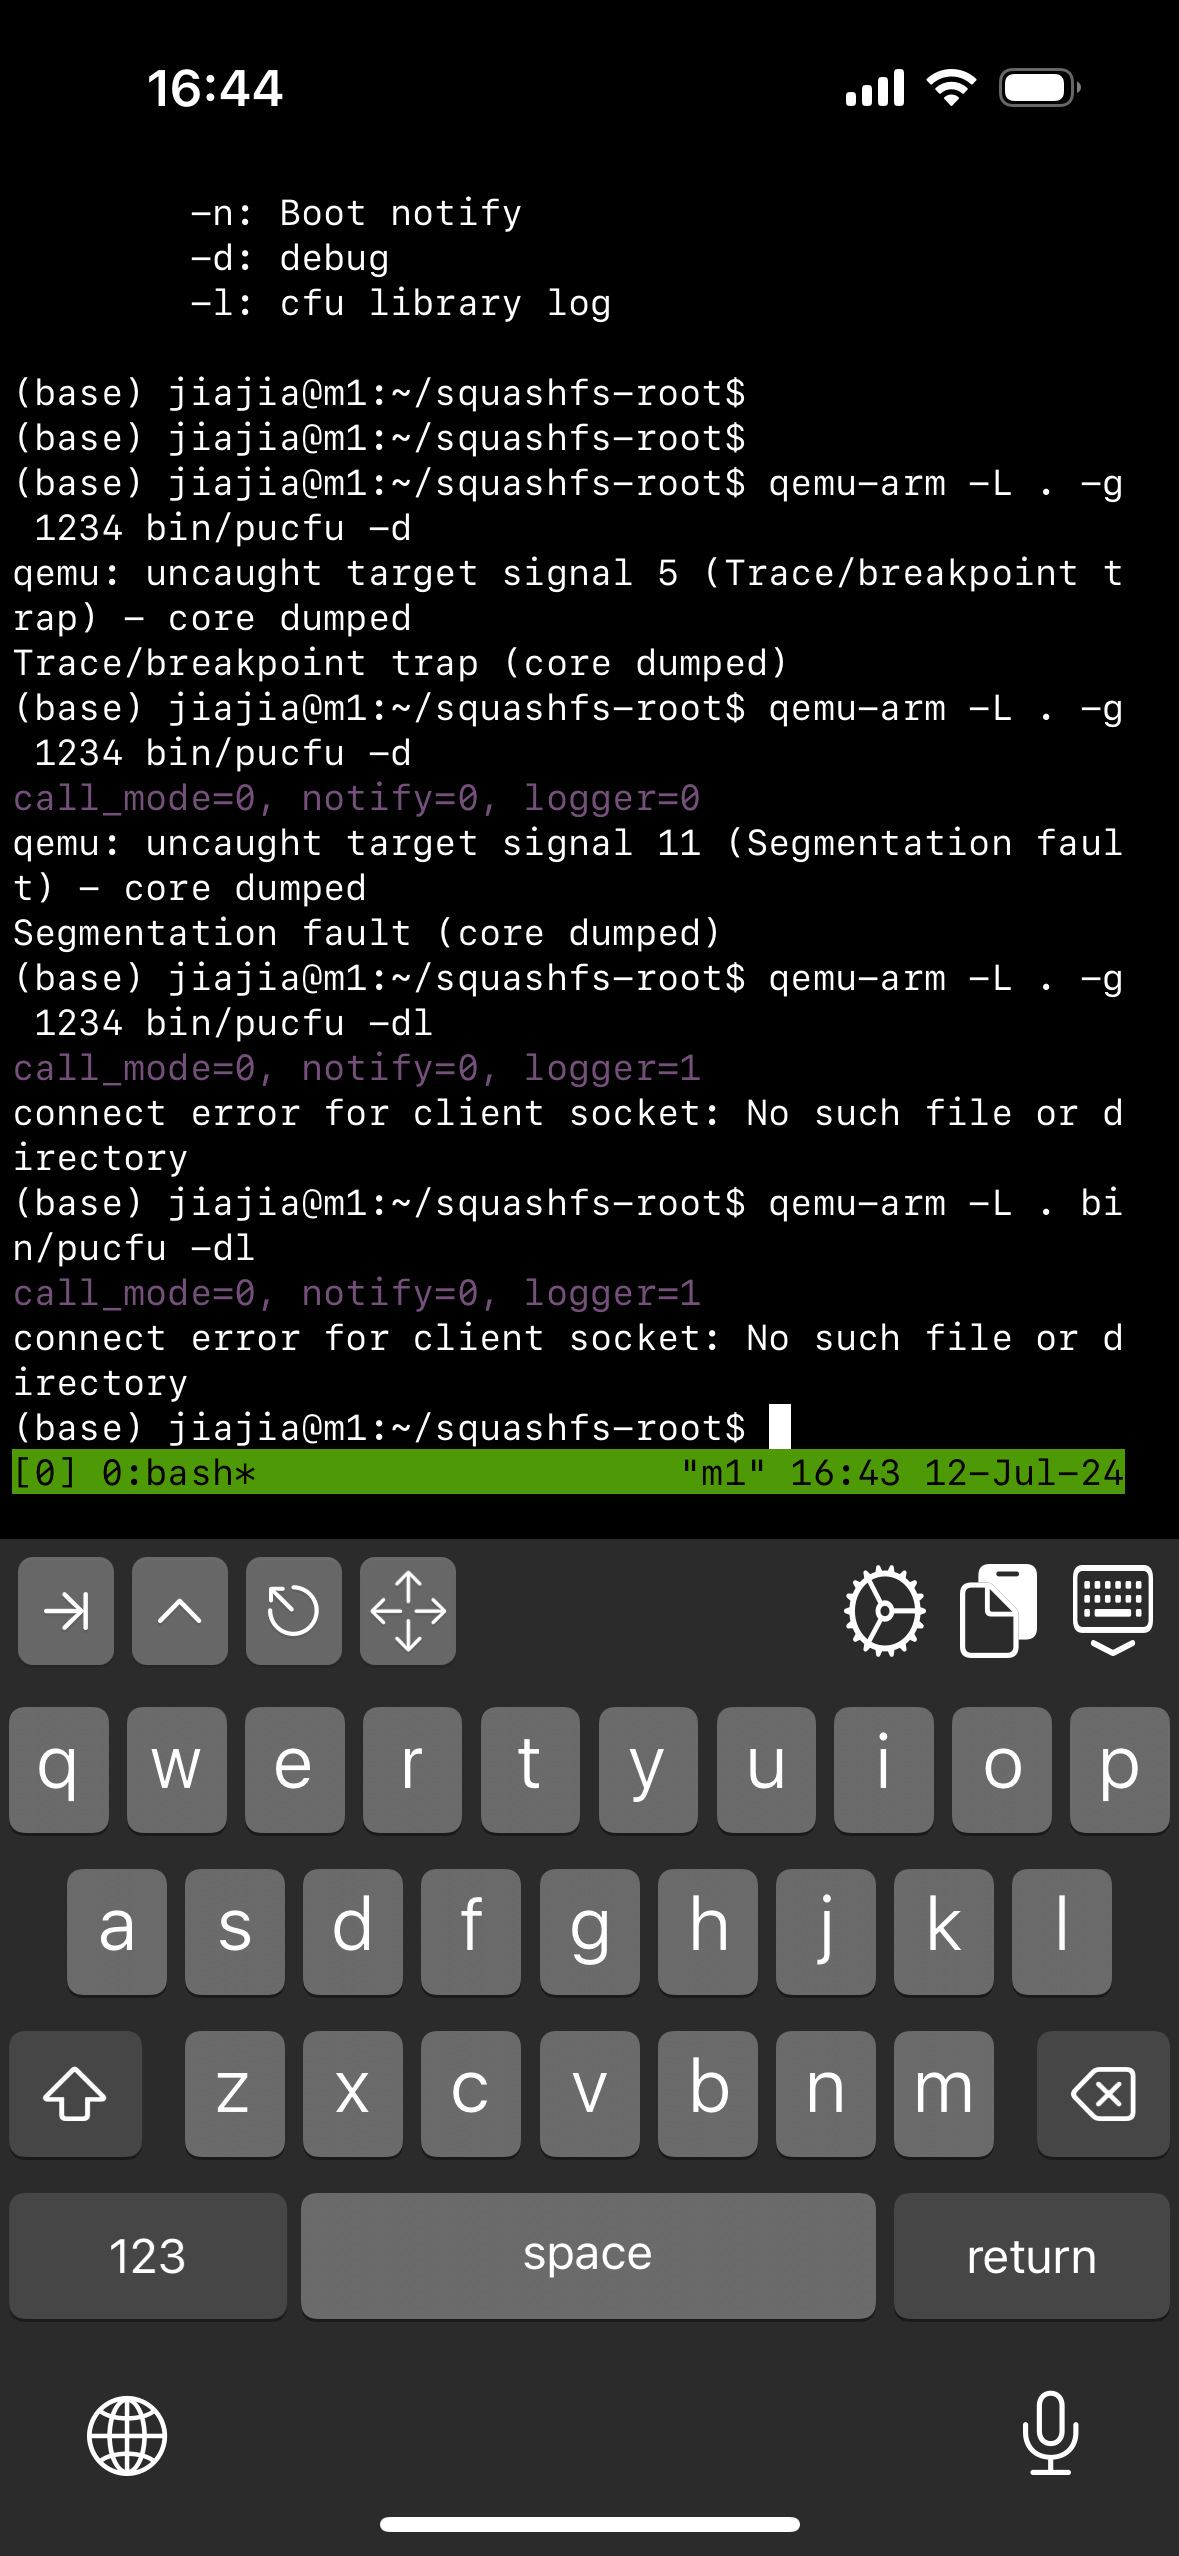 16:44
-n: Boot notify
-d: debug
-l: cfu library log
(base) jiajia@m1:~/squashfs-root$
(base) jiajia@m1:~/squashfs-root$
(base) jiajia@m1:~/squashfs-root$ qemu-arm -L . -g
 1234 bin/pucfu -d
qemu: uncaught target signal 5 (Trace/breakpoint t
rap) - core dumped
Trace/breakpoint trap (core dumped)
(base) jiajia@m1:~/squashfs-root$ qemu-arm -L . -g
 1234 bin/pucfu -d
call_mode=0, notify=0, logger=0
qemu: uncaught target signal 11 (Segmentation faul
t) - core dumped
Segmentation fault (core dumped)
(base) jiajia@m1:~/squashfs-root$ qemu-arm -L . -g
 1234 bin/pucfu -dl
call_mode=0, notify=0, logger=1
connect error for client socket: No such file or d
irectory
(base) jiajia@m1:~/squashfs-root$ qemu-arm -L . bi
n/pucfu -dl
call_mode=0, notify=0, logger=1
connect error for client socket: No such file or d
irectory
(base) jiajia@m1:~/squashfs-root$
[0] 0:bash* "m1" 16:43 12-Jul-24
q w e r t y u i o p
a s d f g h j k l
z x c v b n m
123 space return